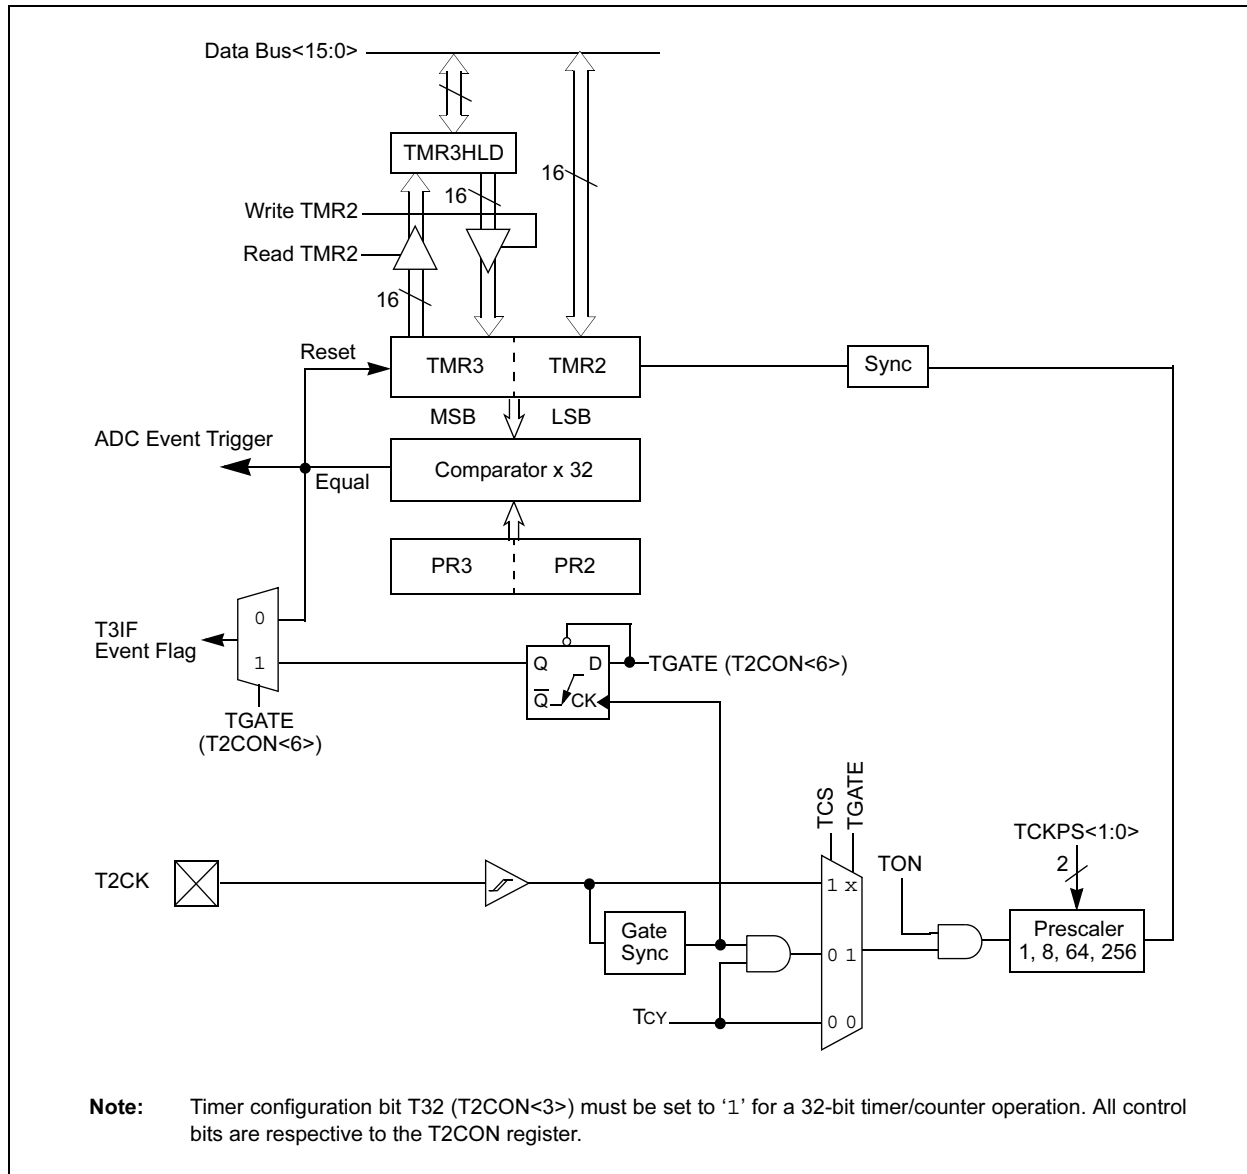 Data Bus<15:0>
TMR3HLD
16
16
Write TMR2
Read TMR2
16
Reset
TMR3
TMR2
Sync
MSB
LSB
ADC Event Trigger
Equal
Comparator x 32
PR3
PR2
0
T3IF
Event Flag
1
Q
D
TGATE (T2CON<6>)
Q
CK
TGATE
(T2CON<6>)
TCS
TGATE
TCKPS<1:0>
2
TON
T2CK
1 x
Gate
Sync
0 1
Prescaler
1, 8, 64, 256
TCY
0 0
Note: Timer configuration bit T32 (T2CON<3>) must be set to ‘1’ for a 32-bit timer/counter operation. All control
bits are respective to the T2CON register.